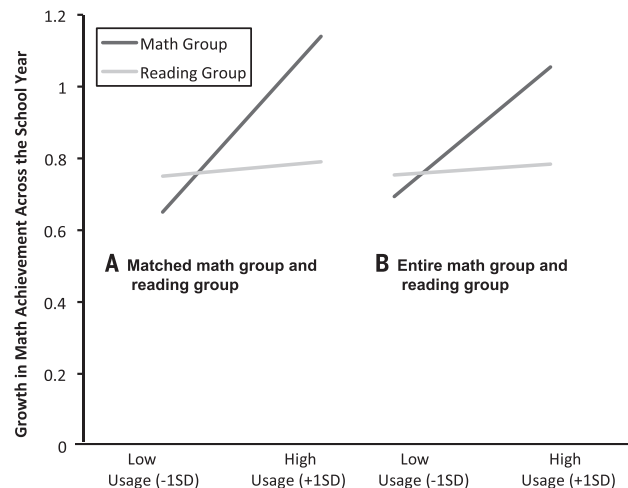 Growth in Math Achievement Across the School Year
1.2
1
0.8
0.6
0.4
0.2
0
Math Group
Reading Group
A Matched math group and
reading group
B Entire math group and
reading group
Low
Usage (-1SD)
High
Usage (+1SD)
Low
Usage (-1SD)
High
Usage (+1SD)